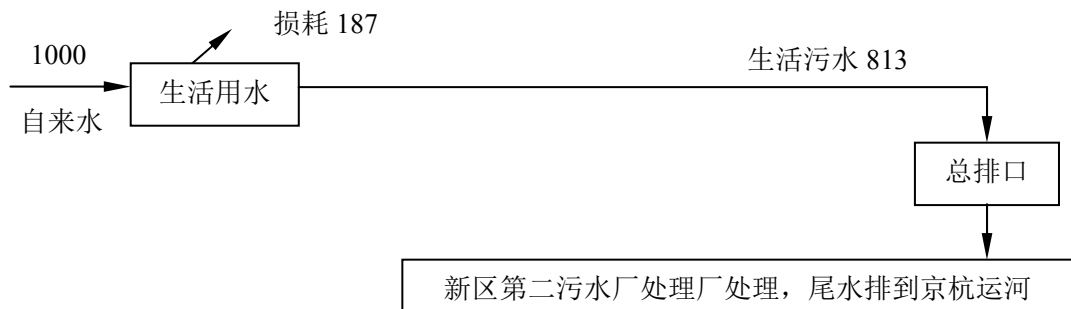 损耗 187
1000
生活用水
自来水
生活污水 813
总排口
新区第二污水厂处理厂处理，尾水排到京杭运河